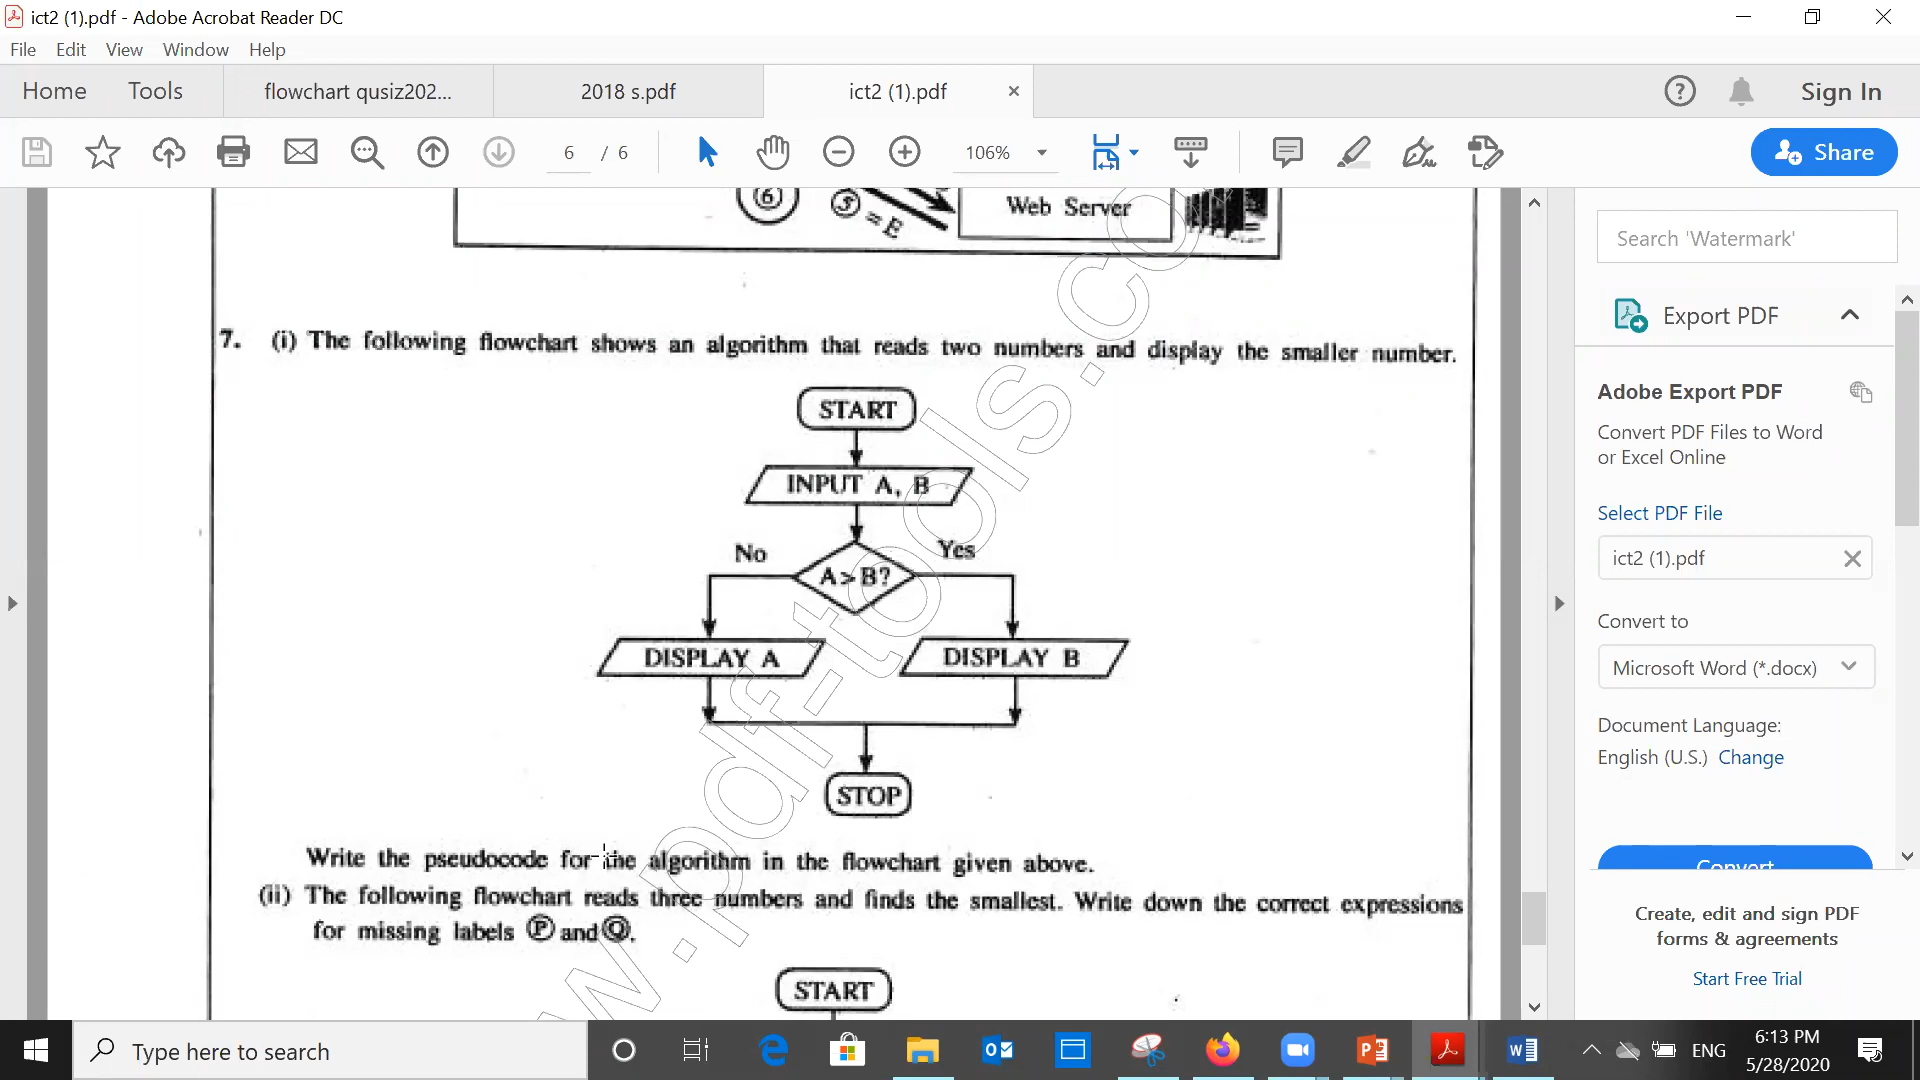 ict2 (1).pdf - Adobe Acrobat Reader DC
File Edit View Window Help
Home Tools flowchart qusiz202... 2018 s.pdf ict2 (1).pdf × Sign In
6 / 6 106% Share
6 5 = E Web Server
7. (i) The following flowchart shows an algorithm that reads two numbers and display the smaller number.
START
INPUT A, B
No Yes
A > B?
DISPLAY A DISPLAY B
STOP
Write the pseudocode for the algorithm in the flowchart given above.
(ii) The following flowchart reads three numbers and finds the smallest. Write down the correct expressions
for missing labels Ⓟ and Ⓠ.
START
w.pdf-tools.co
Search 'Watermark'
Export PDF
Adobe Export PDF
Convert PDF Files to Word
or Excel Online
Select PDF File
ict2 (1).pdf
Convert to
Microsoft Word (*.docx)
Document Language:
English (U.S.) Change
Convert
Create, edit and sign PDF
forms & agreements
Start Free Trial
Type here to search
ENG
6:13 PM
5/28/2020